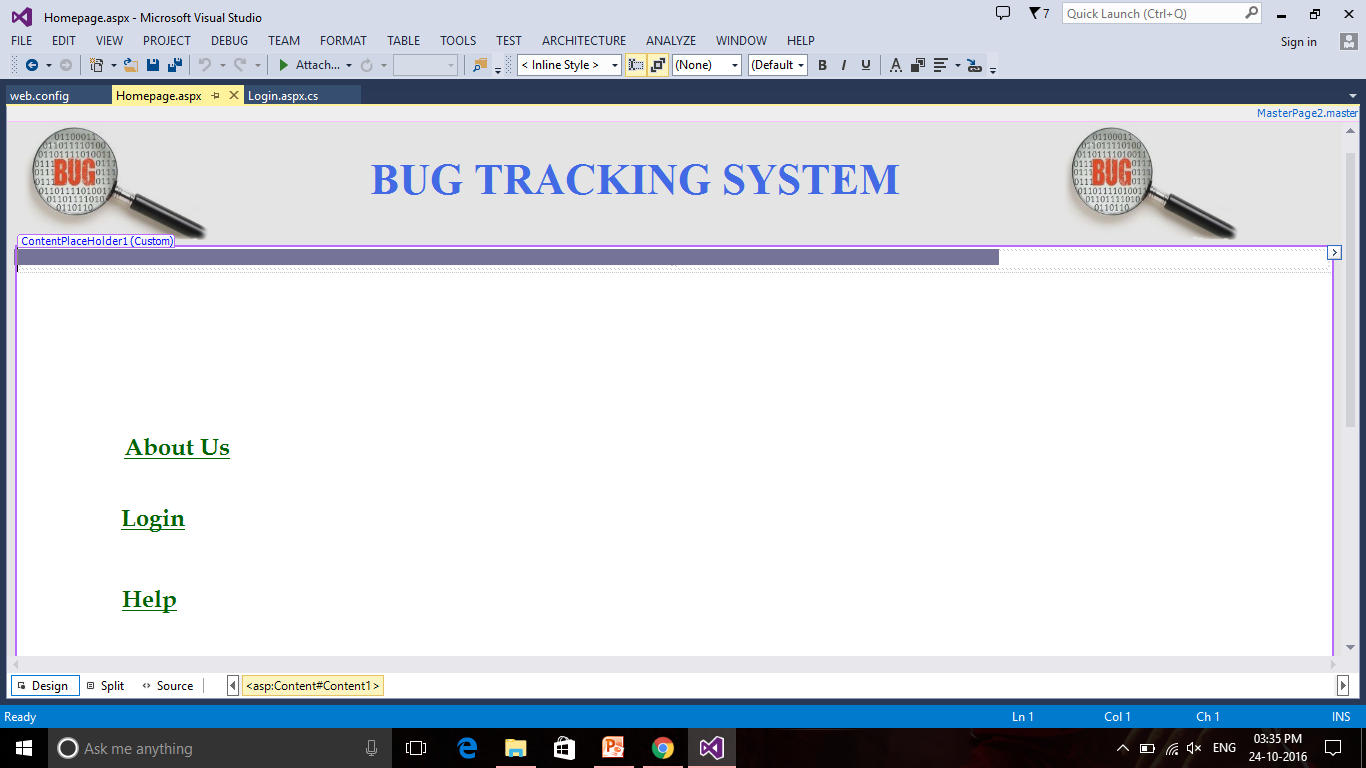 Homepage.aspx - Microsoft Visual Studio
7
Quick Launch (Ctrl+Q)
FILE EDIT VIEW PROJECT DEBUG TEAM FORMAT TABLE TOOLS TEST ARCHITECTURE ANALYZE WINDOW HELP
Sign in
Attach... < Inline Style > (None) (Default B I U A
web.config Homepage.aspx Login.aspx.cs
MasterPage2.master
BUG
BUG TRACKING SYSTEM
BUG
ContentPlaceHolder1 (Custom)
About Us
Login
Help
Design Split Source <asp:Content#Content1>
Ready Ln 1 Col 1 Ch 1 INS
Ask me anything
ENG
03:35 PM
24-10-2016